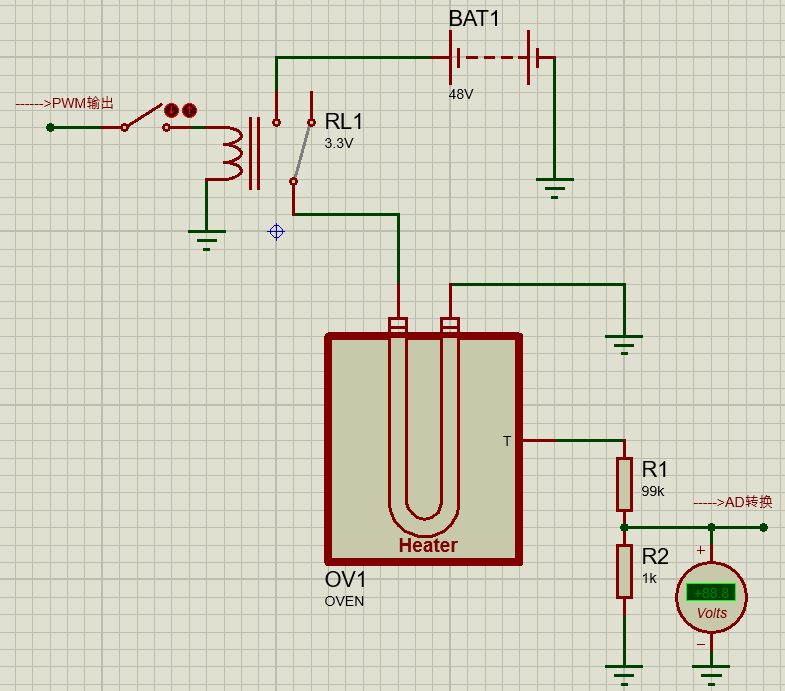 BAT1
48V
------>PWM输出
RL1
3.3V
T
R1
99k
----->AD转换
Heater
R2
1k
+
+88.8
Volts
OV1
OVEN